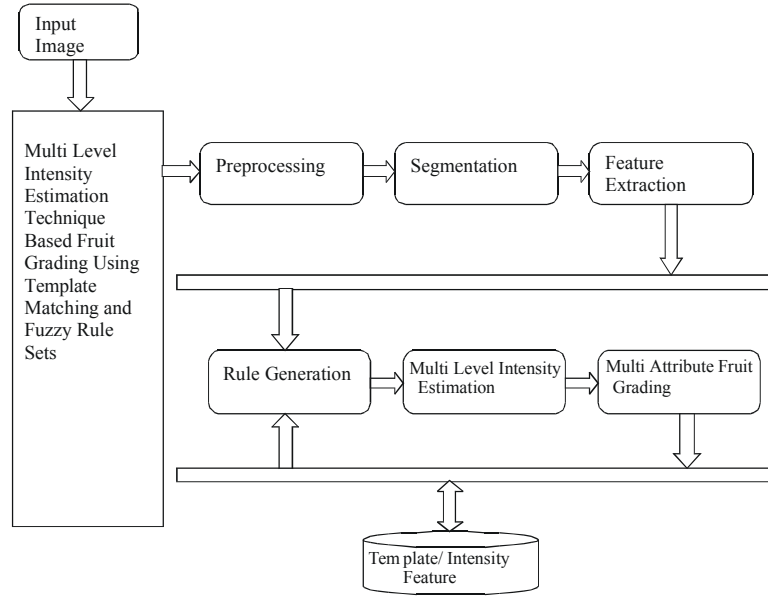 Input
Image
Multi Level
Intensity
Estimation
Technique
Based Fruit
Grading Using
Template
Matching and
Fuzzy Rule
Sets
Preprocessing
Segmentation
Feature
Extraction
Rule Generation
Multi Level Intensity
Estimation
Multi Attribute Fruit
Grading
Tem plate/ Intensity
Feature